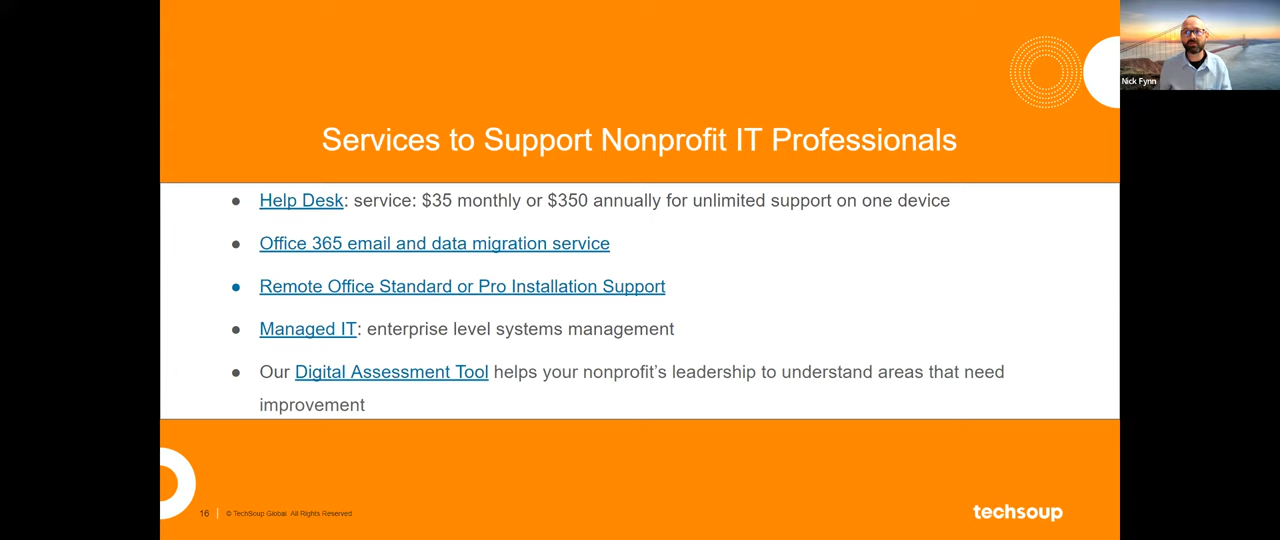 Nick Fynn
Services to Support Nonprofit IT Professionals
● Help Desk: service: $35 monthly or $350 annually for unlimited support on one device
● Office 365 email and data migration service
● Remote Office Standard or Pro Installation Support
● Managed IT: enterprise level systems management
● Our Digital Assessment Tool helps your nonprofit's leadership to understand areas that need
improvement
16 | © TechSoup Global. All Rights Reserved
techsoup